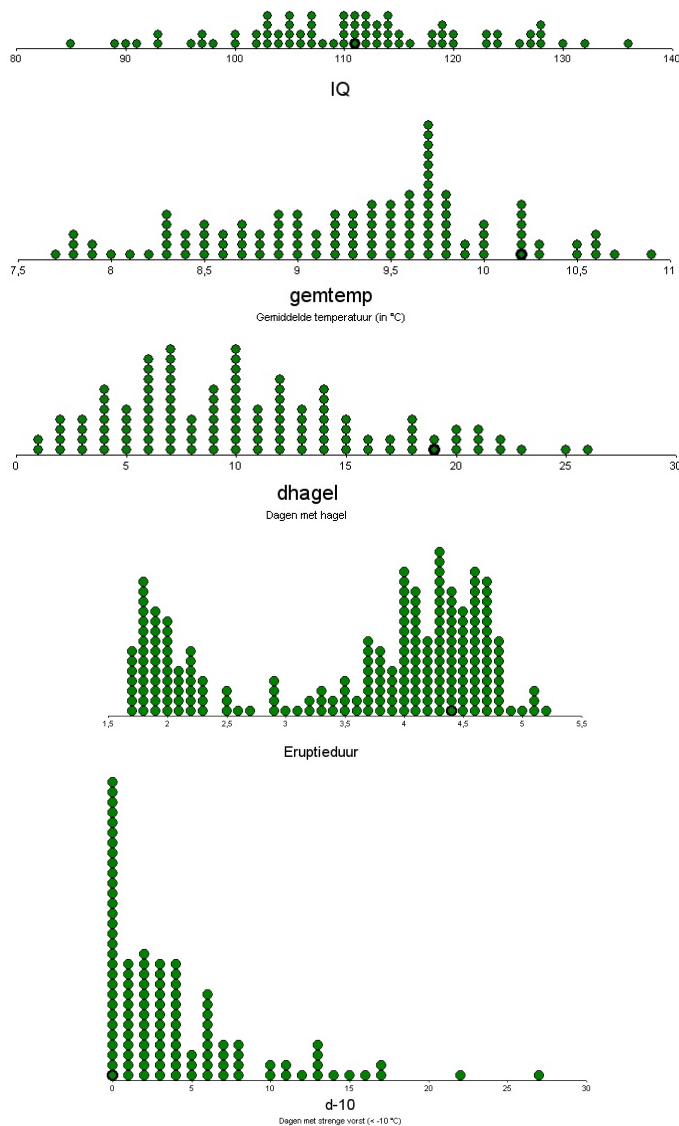 80 90 100 110 120 130 140
IQ
7,5 8 8,5 9 9,5 10 10,5 11
gemtemp
Gemiddelde temperatuur (in °C)
0 5 10 15 20 25 30
dhagel
Dagen met hagel
1,5 2 2,5 3 3,5 4 4,5 5 5,5
Eruptieduur
0 5 10 15 20 25 30
d-10
Dagen met strenge vorst (< -10 °C)